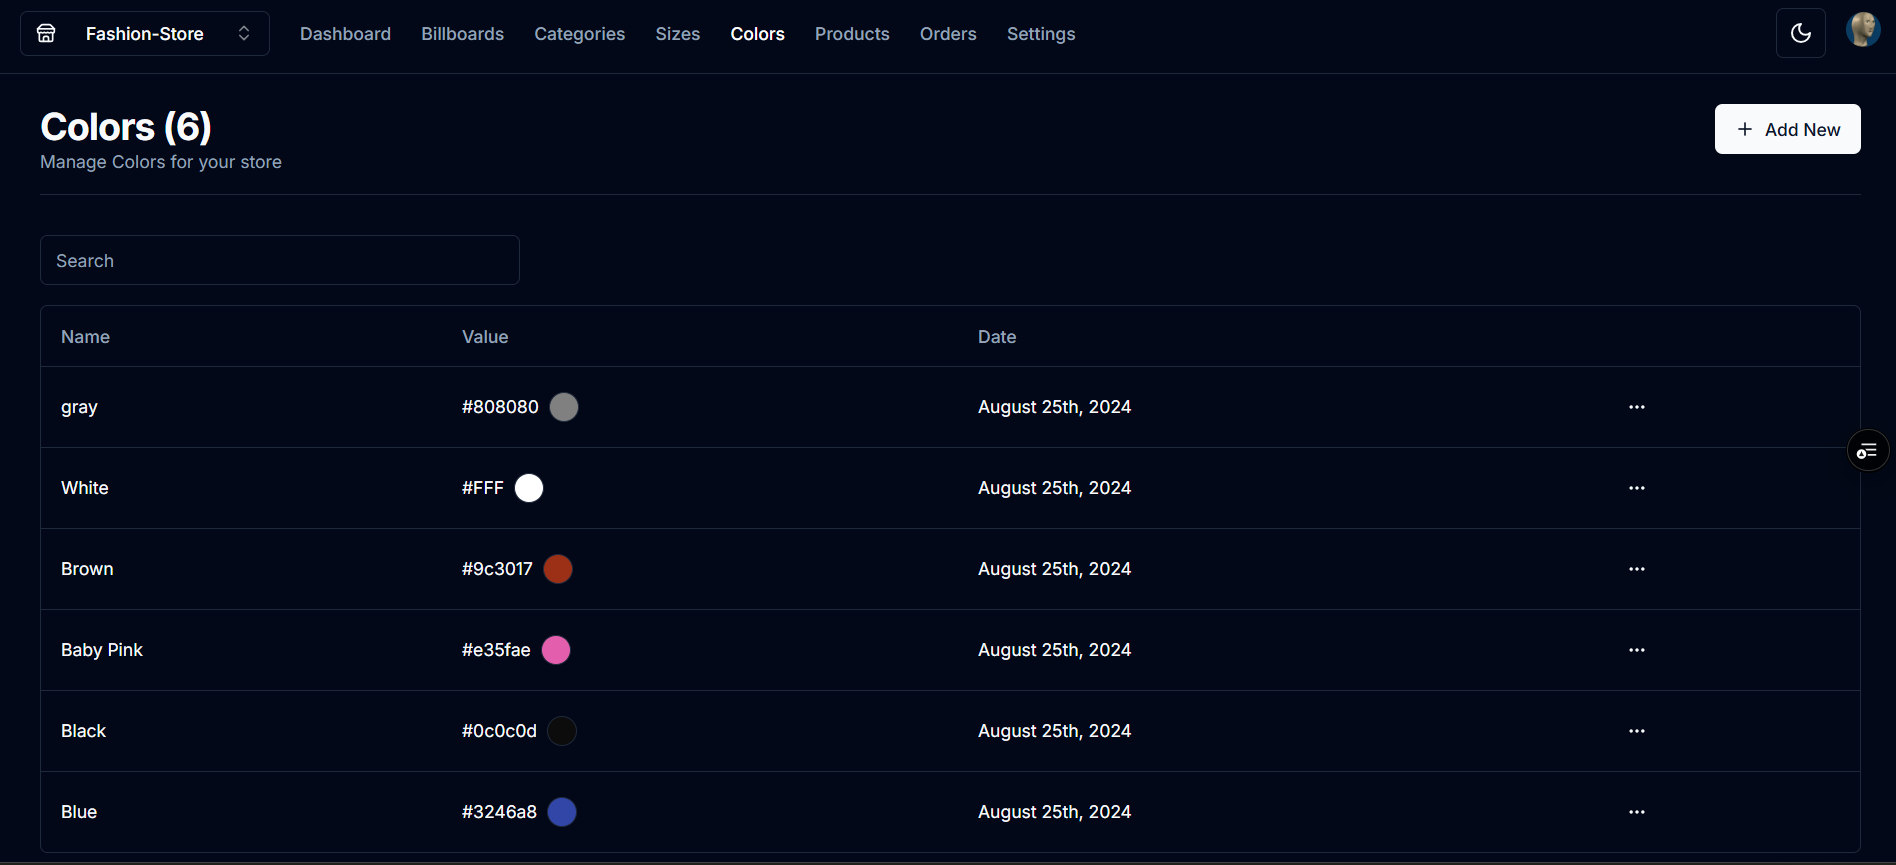 Fashion-Store Dashboard Billboards Categories Sizes Colors Products Orders Settings
Colors (6)
Manage Colors for your store
+ Add New
Search
Name Value Date
gray #808080 August 25th, 2024
White #FFF August 25th, 2024
Brown #9c3017 August 25th, 2024
Baby Pink #e35fae August 25th, 2024
Black #0c0c0d August 25th, 2024
Blue #3246a8 August 25th, 2024